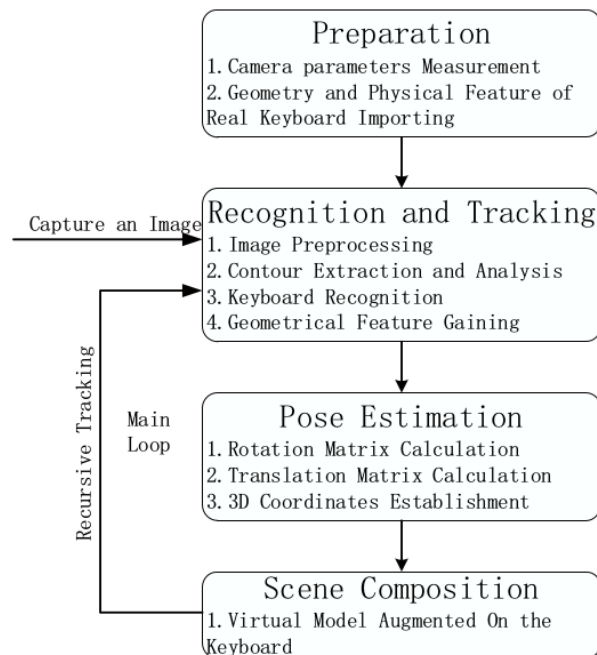 Preparation
1. Camera parameters Measurement
2. Geometry and Physical Feature of
Real Keyboard Importing
Capture an Image
Recognition and Tracking
1. Image Preprocessing
2. Contour Extraction and Analysis
3. Keyboard Recognition
4. Geometrical Feature Gaining
Recursive Tracking
Main
Loop
Pose Estimation
1. Rotation Matrix Calculation
2. Translation Matrix Calculation
3. 3D Coordinates Establishment
Scene Composition
1. Virtual Model Augmented On the
Keyboard